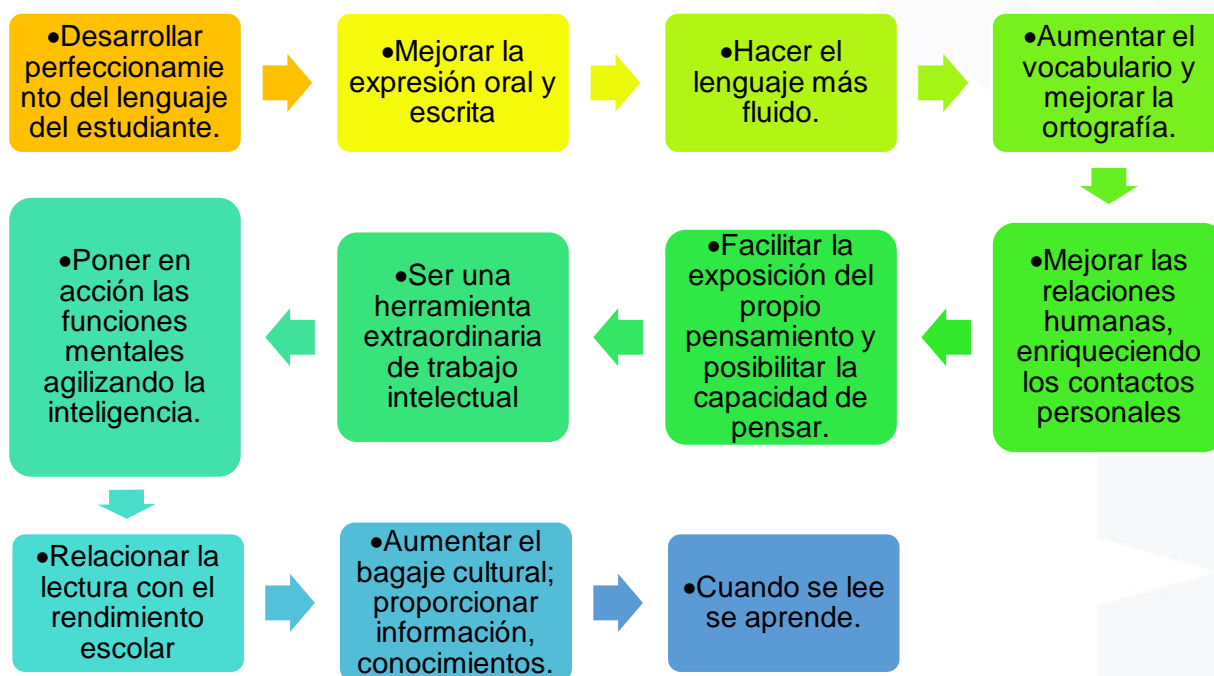 •Desarrollar
perfeccionamie
nto del lenguaje
del estudiante.
•Mejorar la
expresión oral y
escrita
•Hacer el
lenguaje más
fluido.
•Aumentar el
vocabulario y
mejorar la
ortografía.
•Mejorar las
relaciones
humanas,
enriqueciendo
los contactos
personales
•Facilitar la
exposición del
propio
pensamiento y
posibilitar la
capacidad de
pensar.
•Ser una
herramienta
extraordinaria
de trabajo
intelectual
•Poner en
acción las
funciones
mentales
agilizando la
inteligencia.
•Relacionar la
lectura con el
rendimiento
escolar
•Aumentar el
bagaje cultural;
proporcionar
información,
conocimientos.
•Cuando se lee
se aprende.